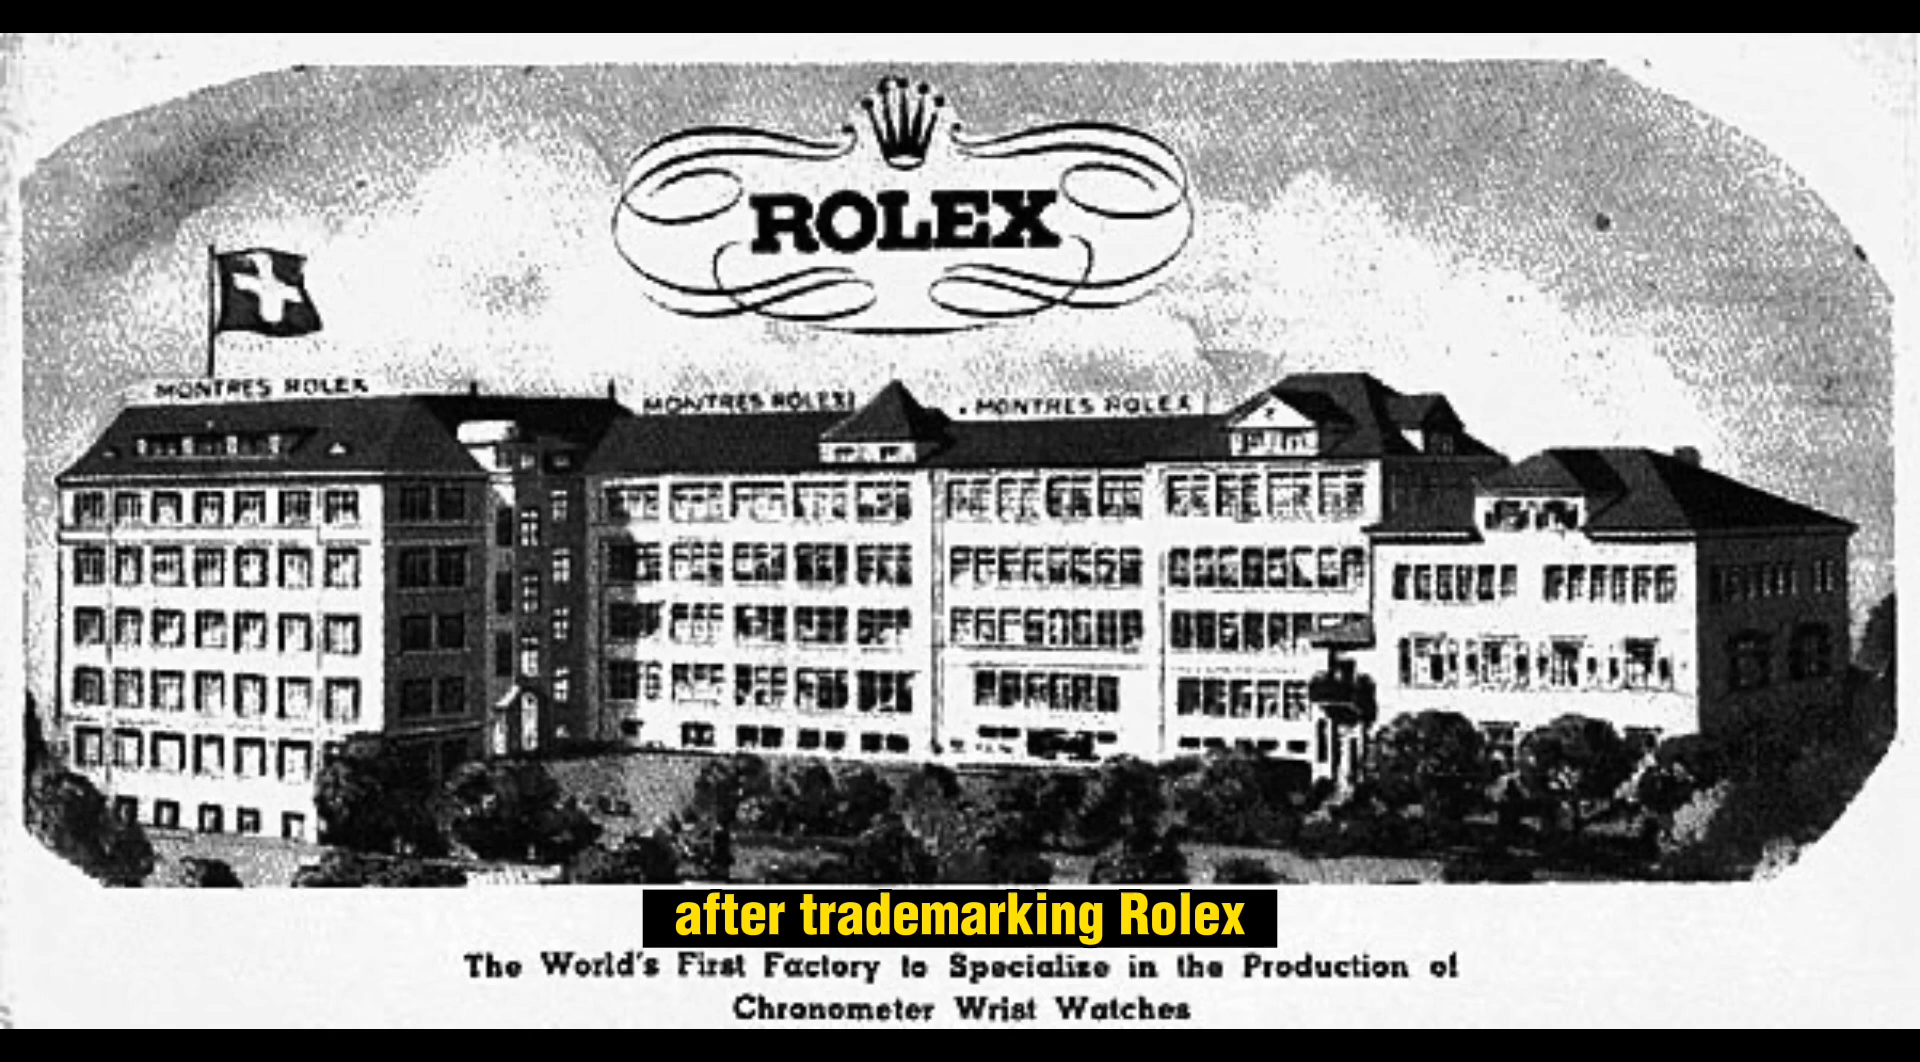 ROLEX
MONTRES ROLEX
MONTRES ROLEX
MONTRES ROLEX
after trademarking Rolex
The World's First Factory to Specialize in the Production of
Chronometer Wrist Watches